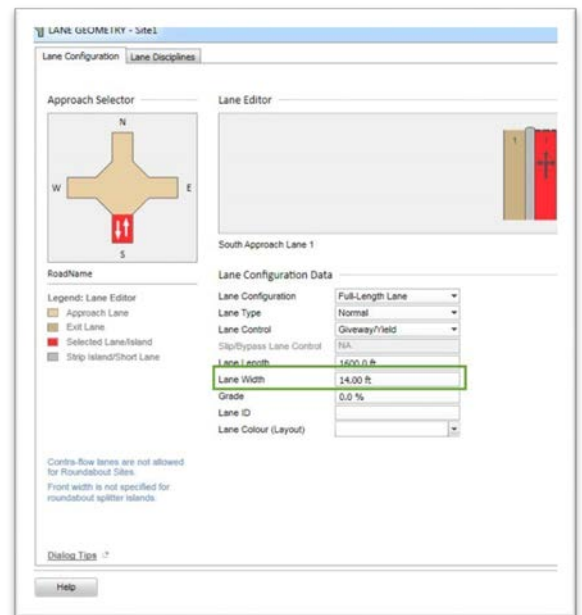 LANE GEOMETRY - Site1
Lane Configuration
Lane Disciplines
Approach Selector
N
W
E
S
RoadName
Legend: Lane Editor
Approach Lane
Exit Lane
Selected Lane/Island
Strip Island/Short Lane
Contra-flow lanes are not allowed
for Roundabout Sites.
Front width is not specified for
roundabout splitter islands.
Dialog Tips
Help
Lane Editor
1
1
South Approach Lane 1
Lane Configuration Data
Lane Configuration Full-Length Lane
Lane Type Normal
Lane Control Giveway/Yield
Slip/Bypass Lane Control NA
Lane Length 1600.0 ft
Lane Width 14.00 ft
Grade 0.0 %
Lane ID
Lane Colour (Layout)